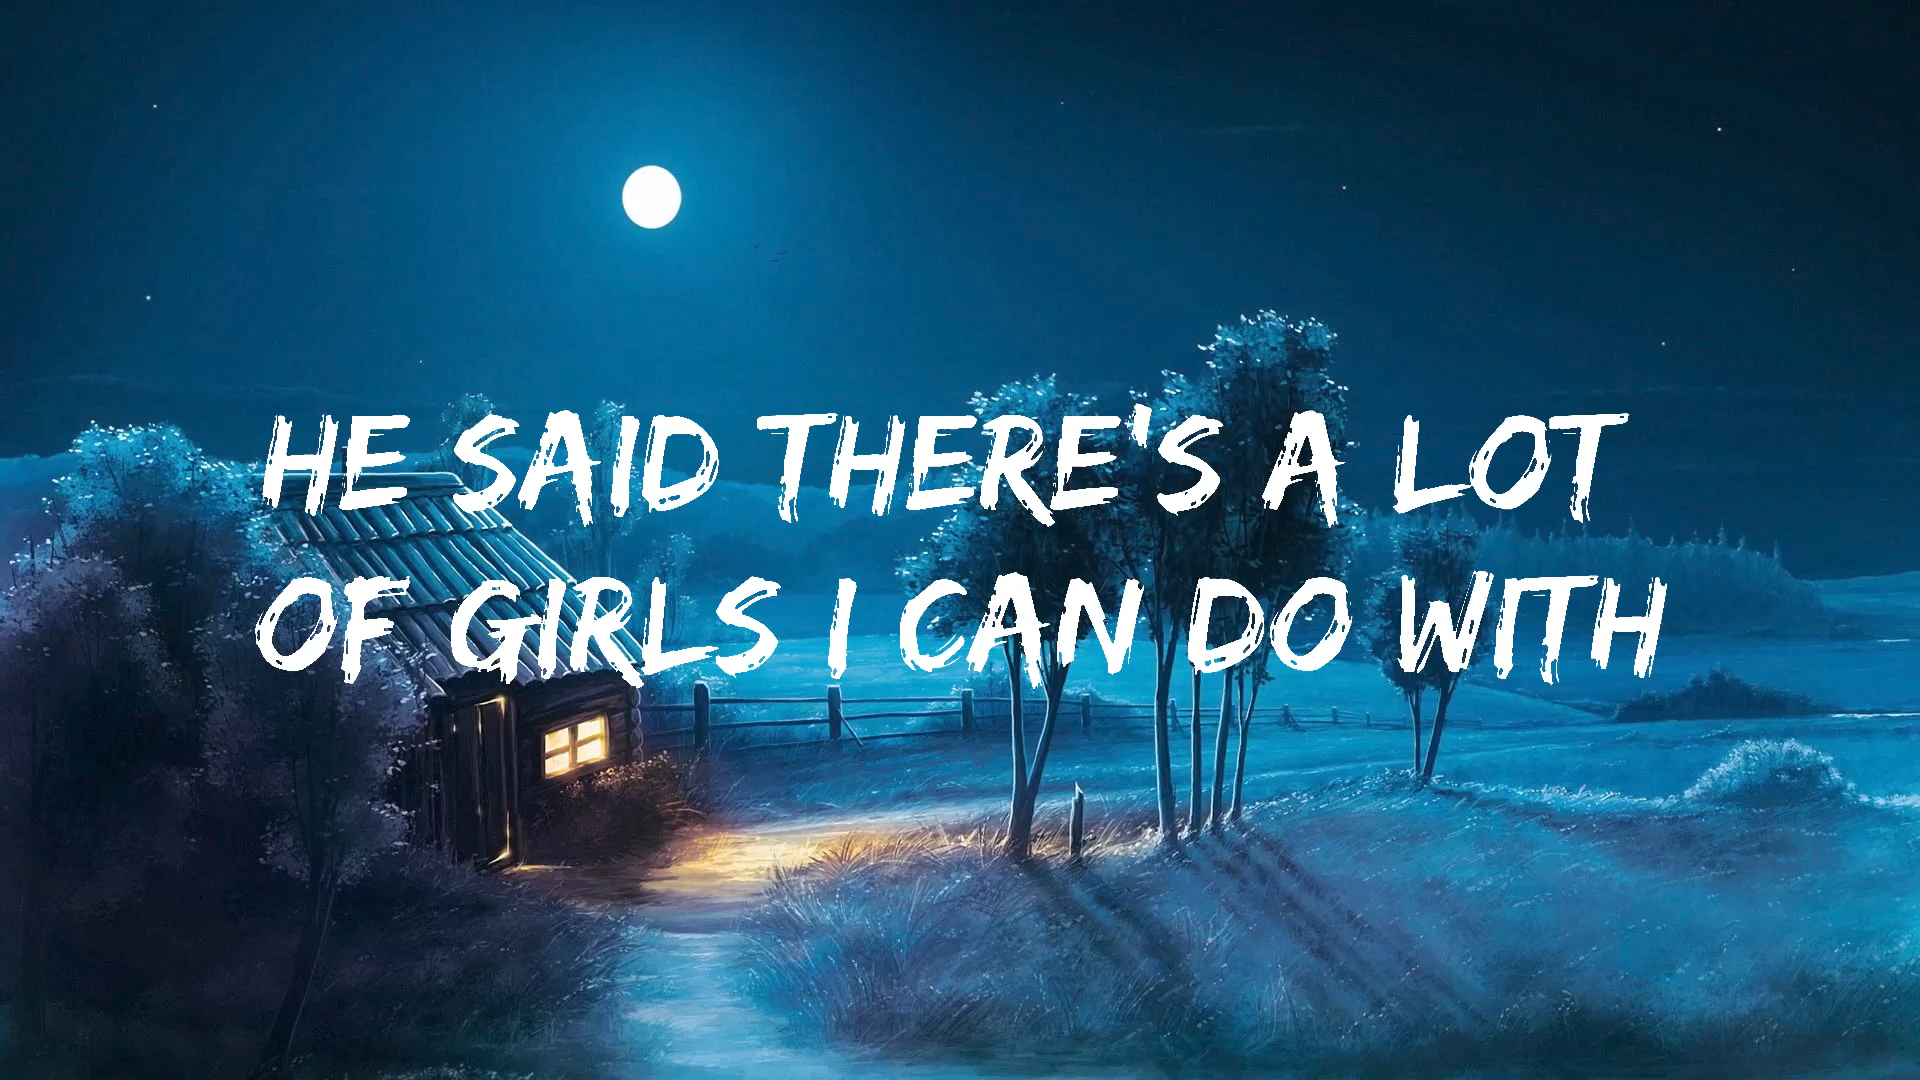 HE SAID THERE'S A LOT
OF GIRLS I CAN DO WITH